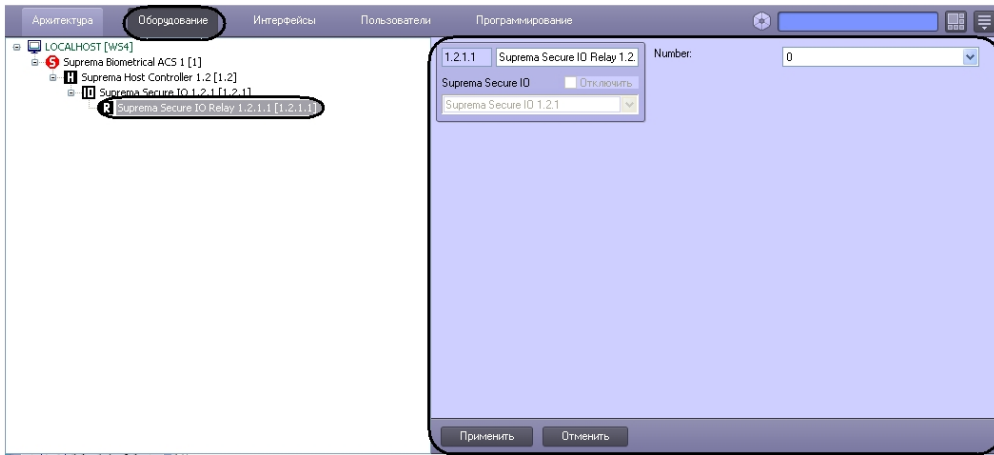 Архитектура Оборудование Интерфейсы Пользователи Программирование
LOCALHOST [WS4]
Suprema Biometrical ACS 1 [1]
Suprema Host Controller 1.2 [1.2]
Suprema Secure IO 1.2.1 [1.2.1]
Suprema Secure IO Relay 1.2.1.1 [1.2.1.1]
1.2.1.1 Suprema Secure IO Relay 1.2.
Suprema Secure IO Отключить
Suprema Secure IO 1.2.1
Number: 0
Применить Отменить